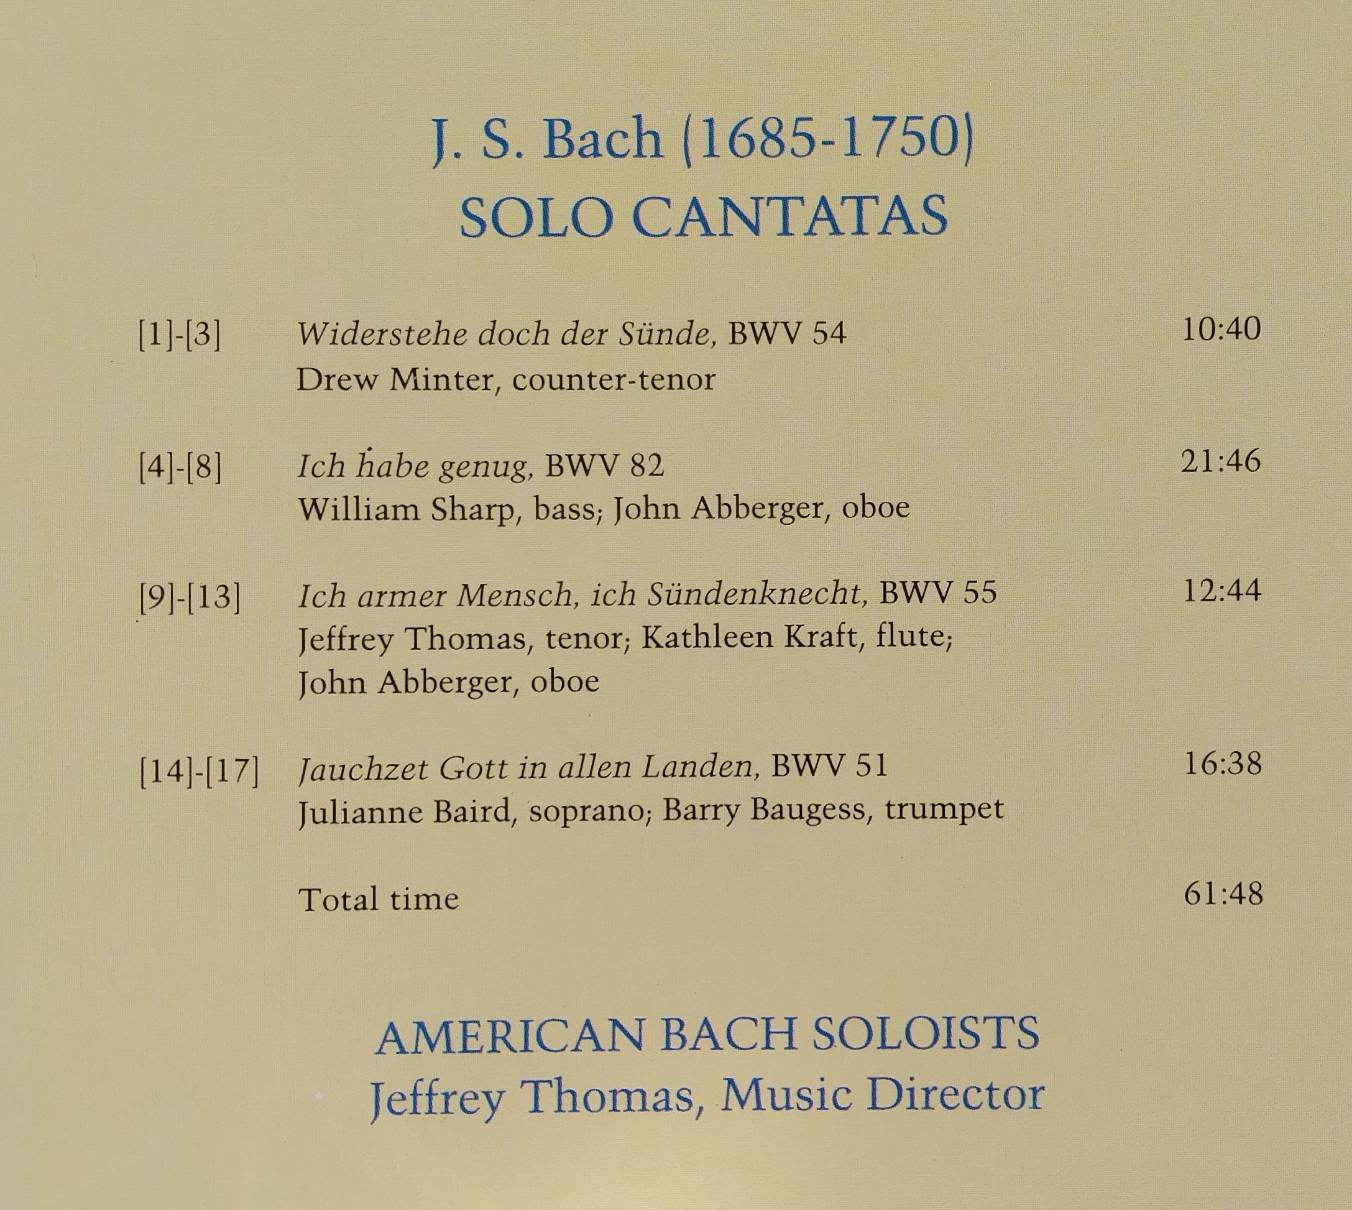 J. S. Bach (1685-1750)
SOLO CANTATAS
[1]-[3] Widerstehe doch der Sünde, BWV 54 10:40
Drew Minter, counter-tenor
[4]-[8] Ich habe genug, BWV 82 21:46
William Sharp, bass; John Abberger, oboe
[9]-[13] Ich armer Mensch, ich Sündenknecht, BWV 55 12:44
Jeffrey Thomas, tenor; Kathleen Kraft, flute;
John Abberger, oboe
[14]-[17] Jauchzet Gott in allen Landen, BWV 51 16:38
Julianne Baird, soprano; Barry Baugess, trumpet
Total time 61:48
AMERICAN BACH SOLOISTS
Jeffrey Thomas, Music Director